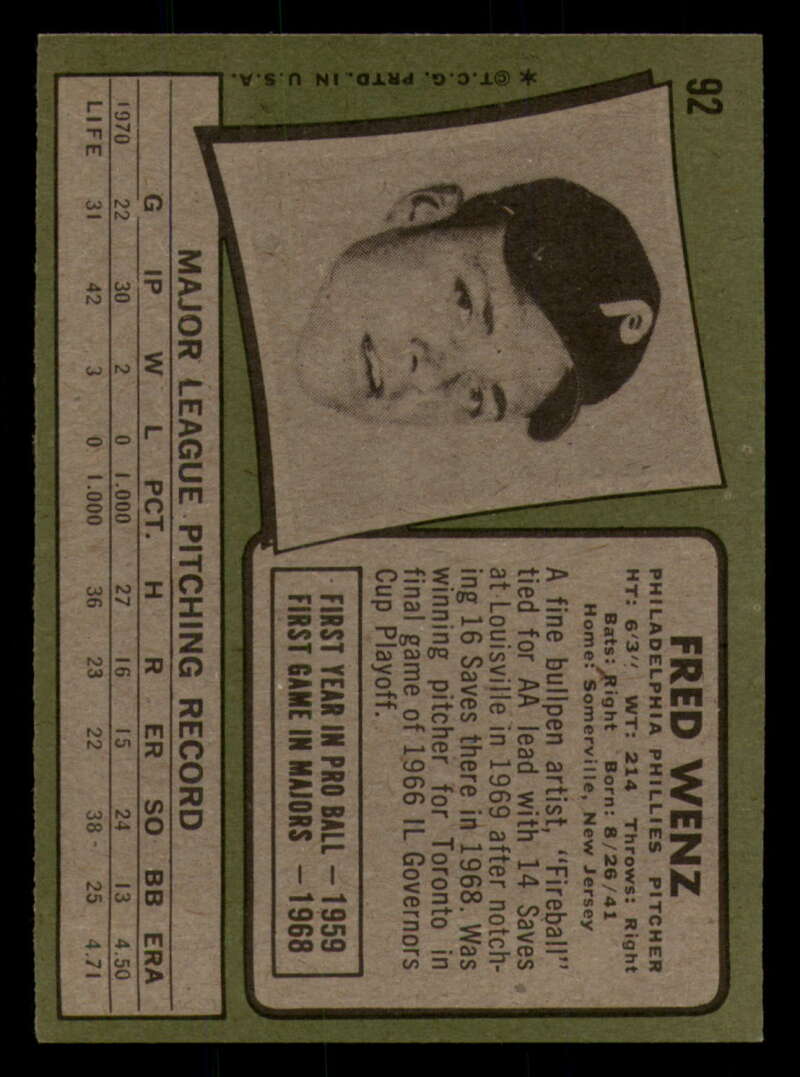 92
FRED WENZ
PHILADELPHIA PHILLIES PITCHER
HT: 6'3" WT: 214 Throws: Right
Bats: Right Born: 8/26/41
Home: Somerville, New Jersey
A fine bullpen artist, "Fireball"
tied for AA lead with 14 Saves
at Louisville in 1969 after notch-
ing 16 Saves there in 1968. Was
winning pitcher for Toronto in
final game of 1966 IL Governors
Cup Playoff.
FIRST YEAR IN PRO BALL – 1959
FIRST GAME IN MAJORS – 1968
P
*©T.C.G. PRTD. IN U.S.A.
MAJOR LEAGUE PITCHING RECORD
G IP W L PCT. H R ER SO BB ERA
1970 22 30 2 0 1.000 27 16 15 24 13 4.50
LIFE 31 42 3 0 1.000 36 23 22 38 25 4.71